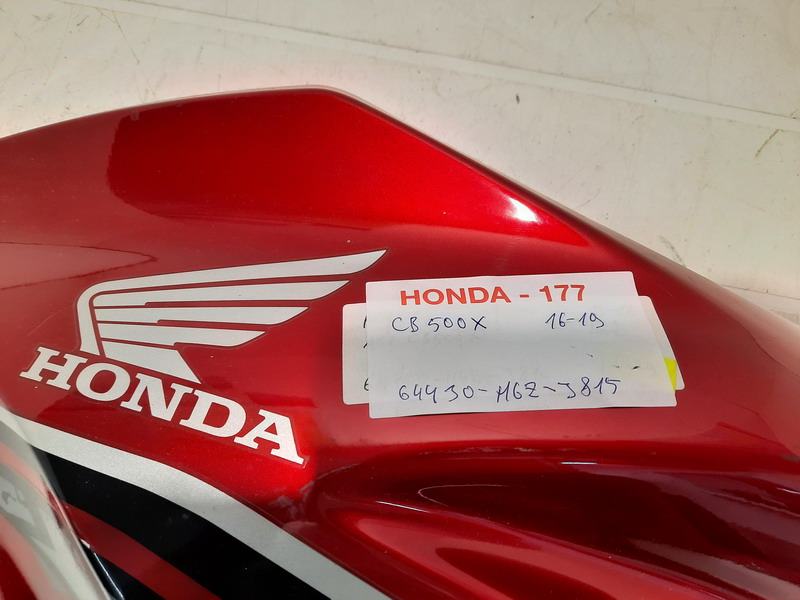 HONDA
HONDA - 177
CB500X 16-19
64430-MGZ-J815